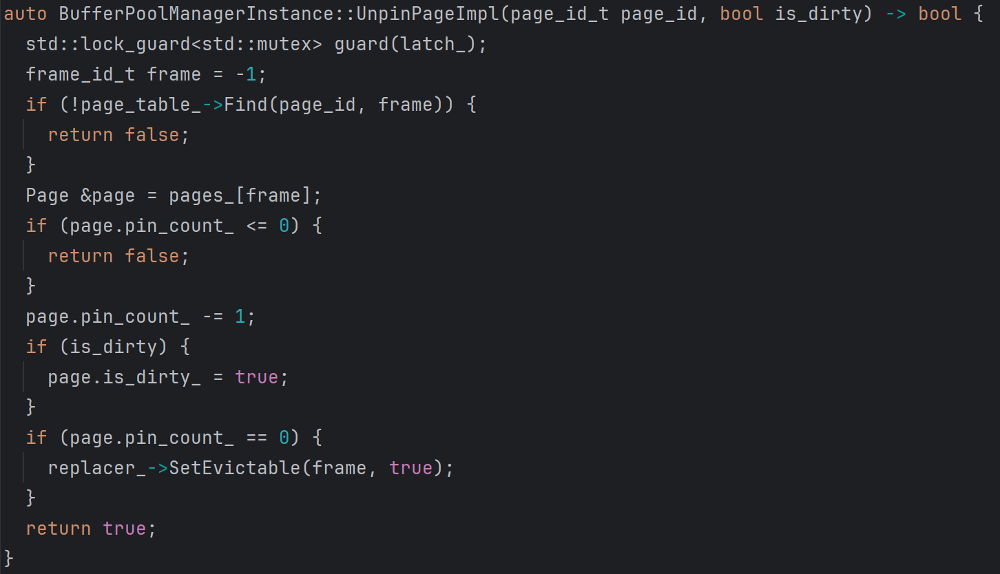 auto BufferPoolManagerInstance::UnpinPageImpl(page_id_t page_id, bool is_dirty) -> bool {
  std::lock_guard<std::mutex> guard(latch_);
  frame_id_t frame = -1;
  if (!page_table_->Find(page_id, frame)) {
    return false;
  }
  Page &page = pages_[frame];
  if (page.pin_count_ <= 0) {
    return false;
  }
  page.pin_count_ -= 1;
  if (is_dirty) {
    page.is_dirty_ = true;
  }
  if (page.pin_count_ == 0) {
    replacer_->SetEvictable(frame, true);
  }
  return true;
}